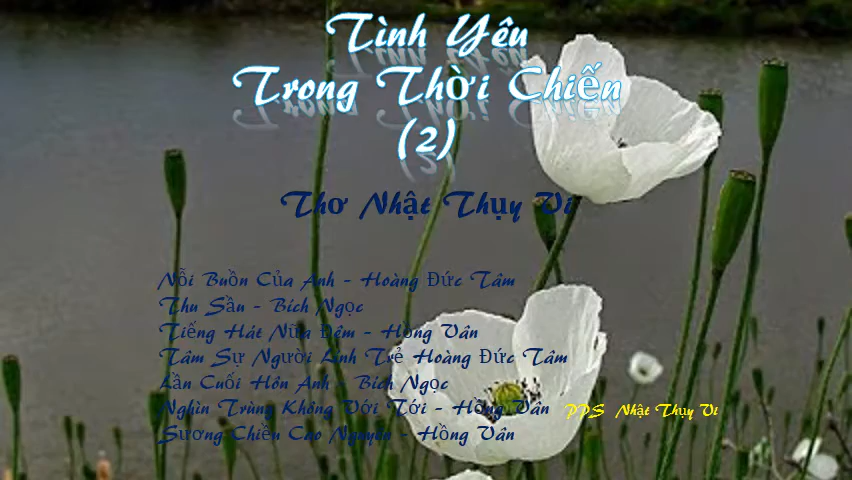 Tình Yêu
Trong Thời Chiến
(2)
Thơ Nhật Thụy Vi
Nỗi Buồn Của Anh - Hoàng Đức Tâm
Thu Sầu - Bích Ngọc
Tiếng Hát Nữa Đêm - Hồng Vân
Tâm Sự Người Lính Trẻ Hoàng Đức Tâm
Lần Cuối Hôn Anh - Bích Ngọc
Nghìn Trùng Không Với Tới - Hồng Vân PPS Nhật Thụy Vi
Sương Chiều Cao Nguyên - Hồng Vân